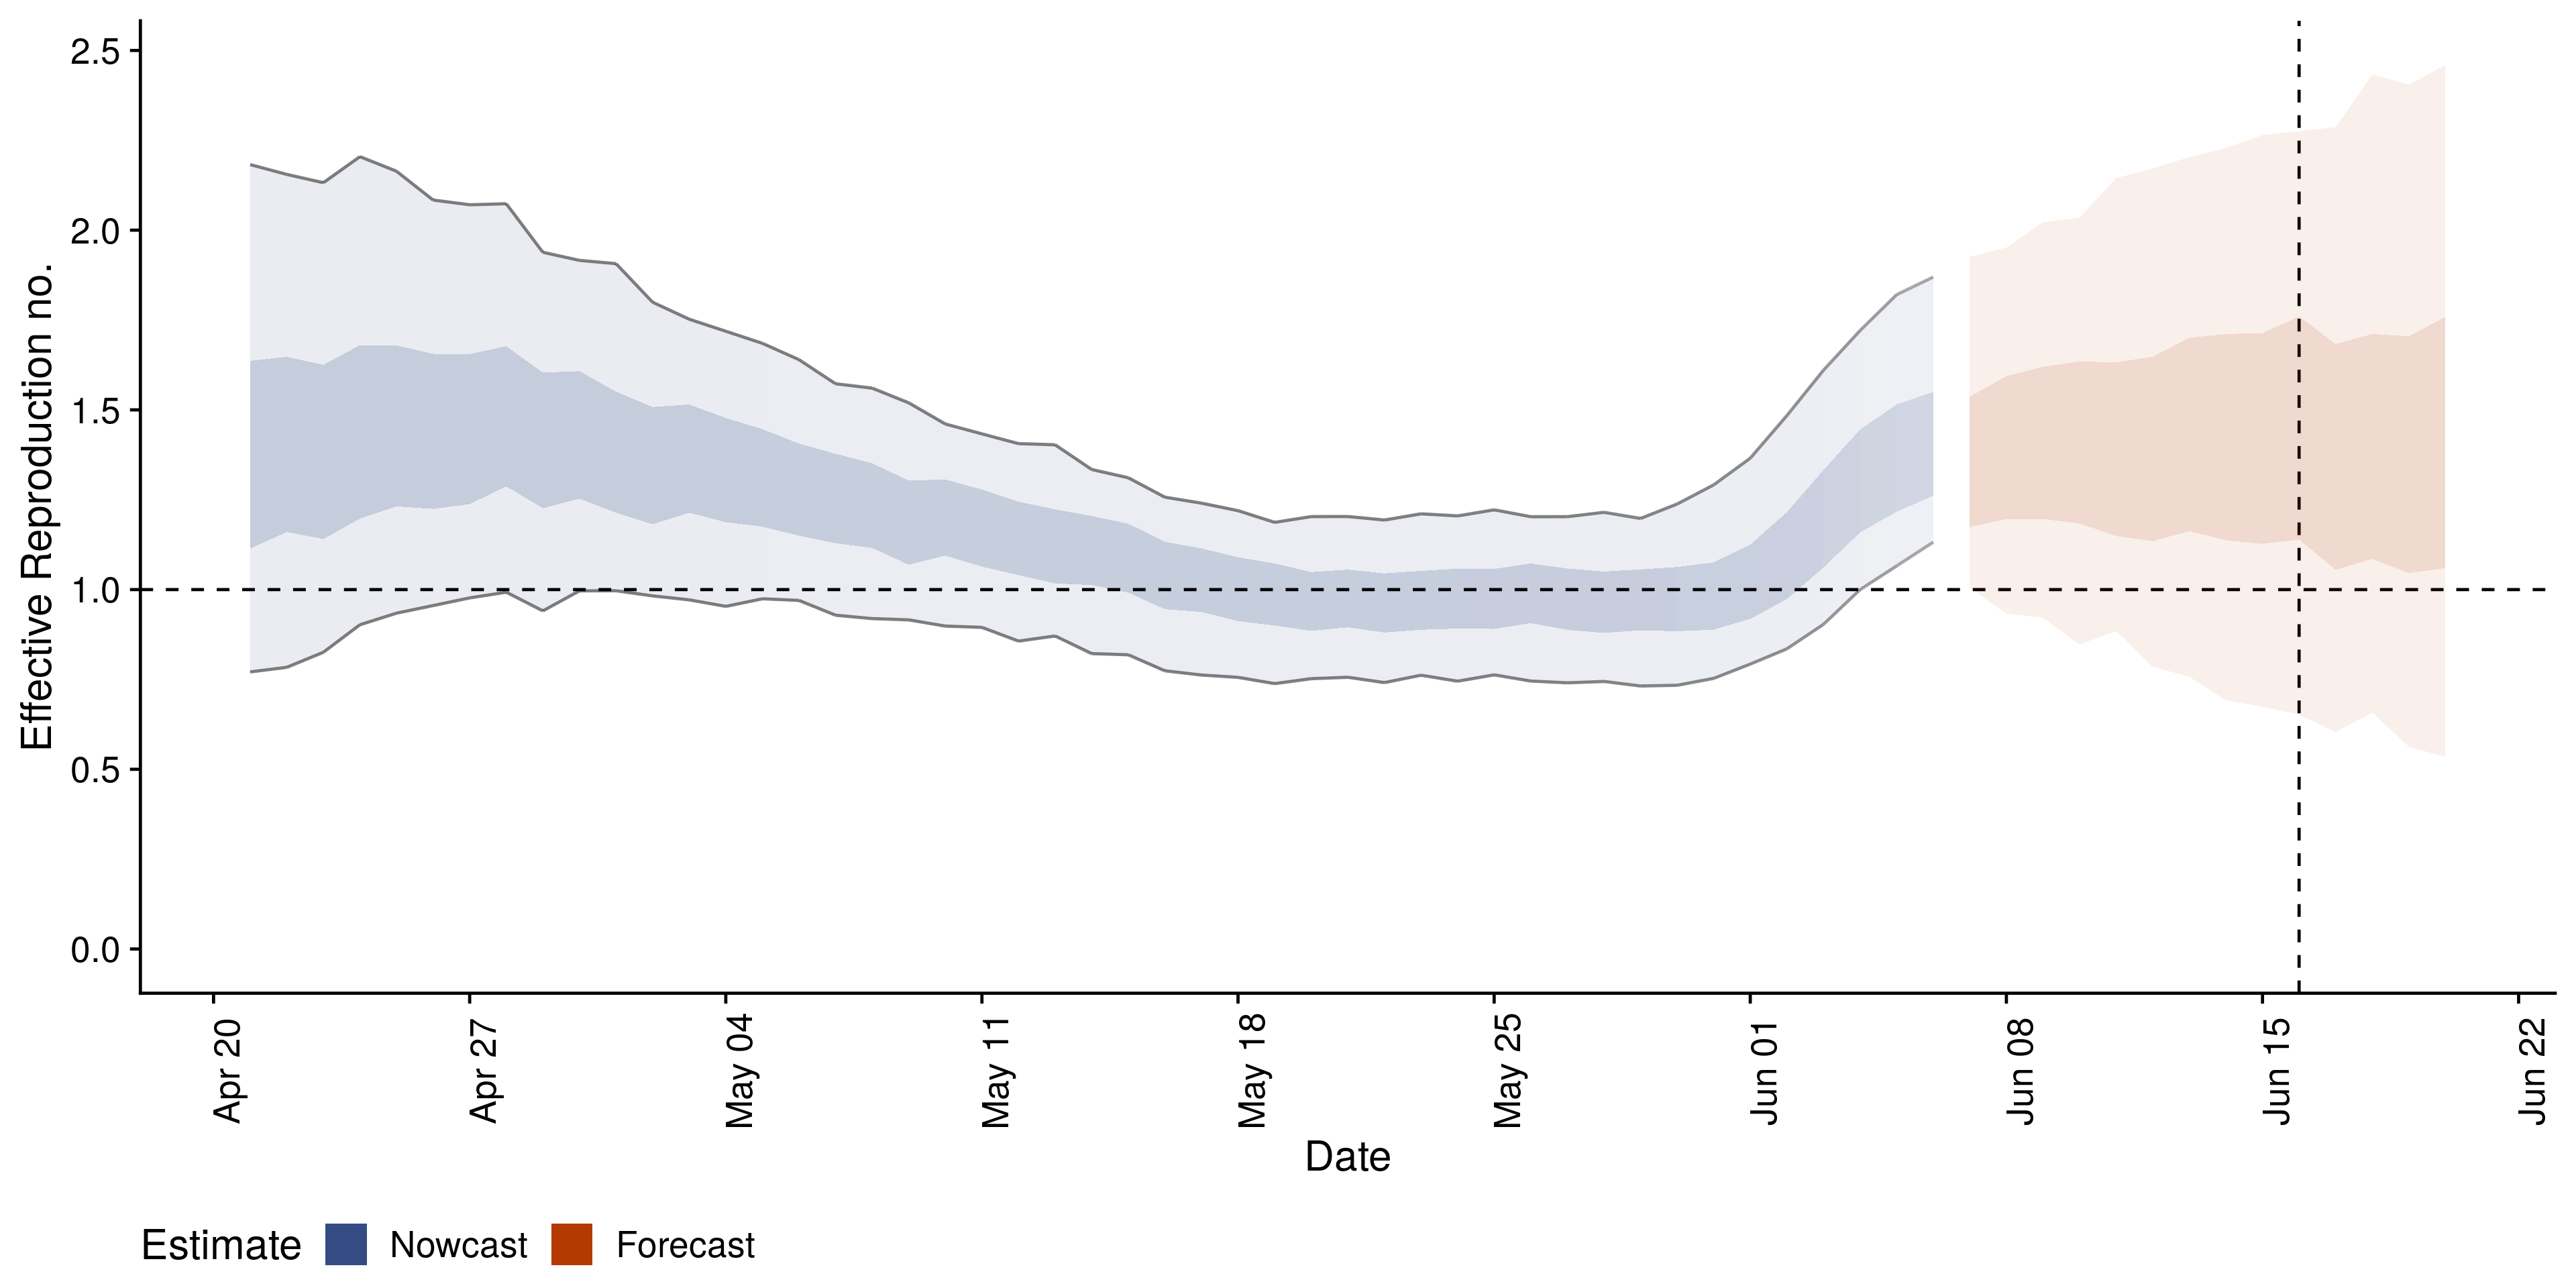 Effective Reproduction no.
2.5
2.0
1.5
1.0
0.5
0.0
Apr 20
Apr 27
May 04
May 11
May 18
May 25
Jun 01
Jun 08
Jun 15
Jun 22
Date
Estimate Nowcast Forecast